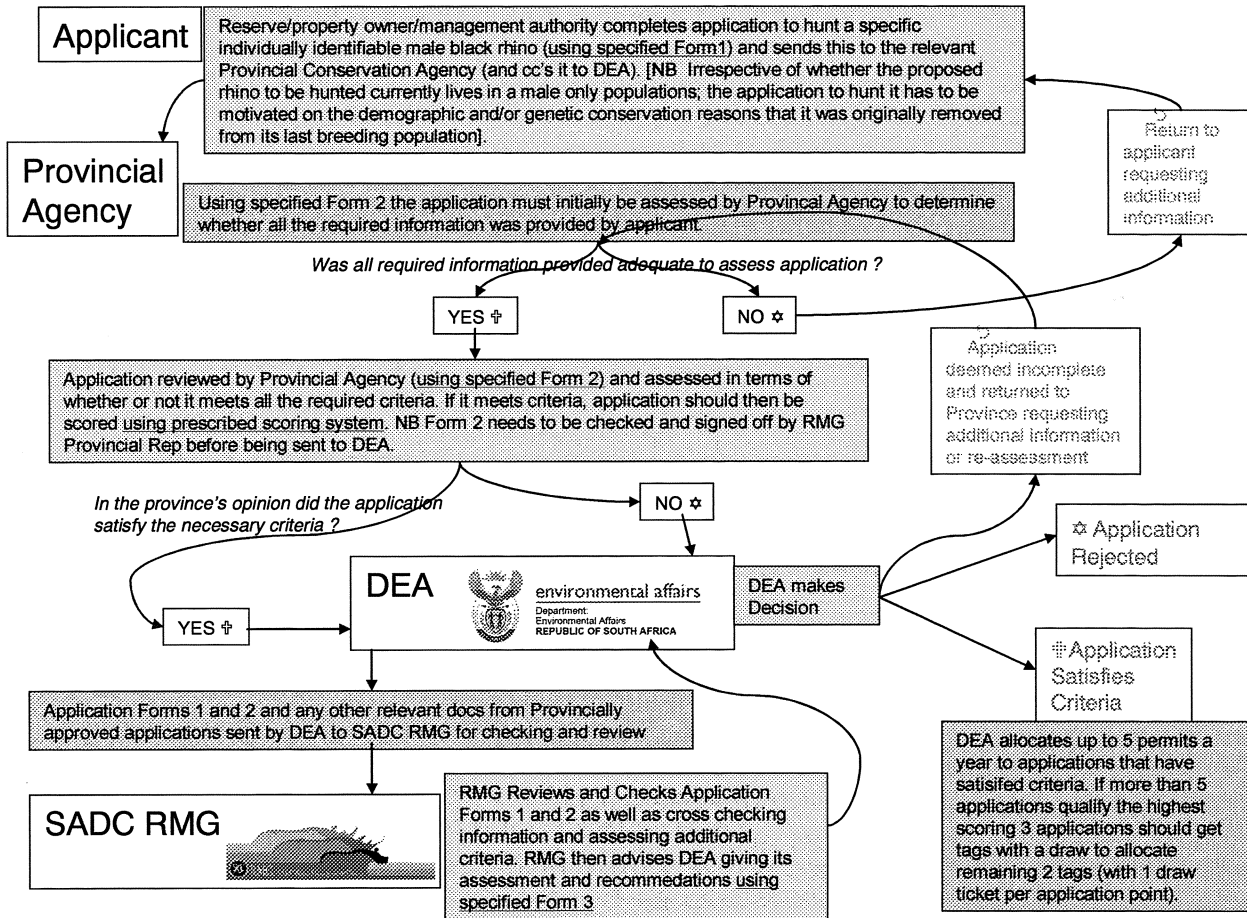 Applicant
Reserve/property owner/management authority completes application to hunt a specific
individually identifiable male black rhino (using specified Form1) and sends this to the relevant
Provincial Conservation Agency (and cc's it to DEA). [NB Irrespective of whether the proposed
rhino to be hunted currently lives in a male only populations; the application to hunt it has to be
motivated on the demographic and/or genetic conservation reasons that it was originally removed
from its last breeding population].
Return to
applicant
requesting
additional
information
Provincial
Agency
Using specified Form 2 the application must initially be assessed by Provincal Agency to determine
whether all the required information was provided by applicant.
Was all required information provided adequate to assess application ?
YES ✞
NO ✡
Application reviewed by Provincial Agency (using specified Form 2) and assessed in terms of
whether or not it meets all the required criteria. If it meets criteria, application should then be
scored using prescribed scoring system. NB Form 2 needs to be checked and signed off by RMG
Provincial Rep before being sent to DEA.
Application
deemed incomplete
and returned to
Province requesting
additional information
or re-assessment
In the province's opinion did the application
satisfy the necessary criteria ?
NO ✡
YES ✞
DEA
environmental affairs
Department:
Environmental Affairs
REPUBLIC OF SOUTH AFRICA
DEA makes
Decision
✡ Application
Rejected
✞ Application
Satisfies
Criteria
Application Forms 1 and 2 and any other relevant docs from Provincially
approved applications sent by DEA to SADC RMG for checking and review
SADC RMG
RMG Reviews and Checks Application
Forms 1 and 2 as well as cross checking
information and assessing additional
criteria. RMG then advises DEA giving its
assessment and recommedations using
specified Form 3
DEA allocates up to 5 permits a
year to applications that have
satisifed criteria. If more than 5
applications qualify the highest
scoring 3 applications should get
tags with a draw to allocate
remaining 2 tags (with 1 draw
ticket per application point).